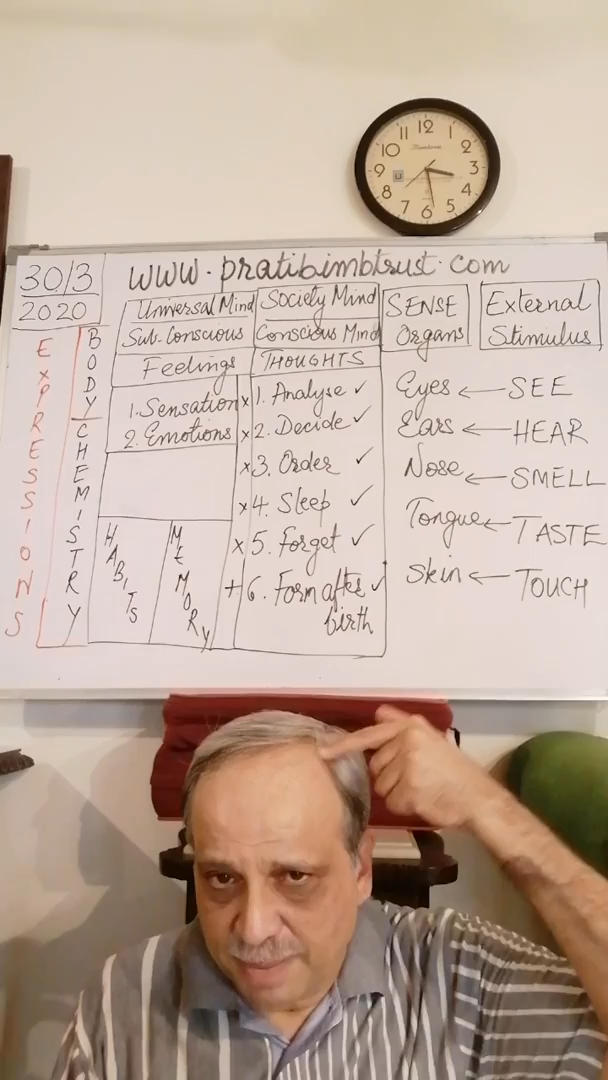 12
11 1
10 2
9 3
8 4
7 5
6
30/3
2020
www.pratibimbtrust.com
Universal Mind Society Mind SENSE External
Sub-Conscious Conscious Mind Organs Stimulus
Feelings THOUGHTS
1. Sensation x 1. Analyse ✓ Eyes ← SEE
2. Emotions x 2. Decide ✓ Ears ← HEAR
x 3. Order ✓ Nose ← SMELL
x 4. Sleep ✓ Tongue ← TASTE
x 5. Forget ✓ Skin ← TOUCH
+ 6. Form after ✓
birth
EXPRESSIONS
BODY CHEMISTRY
HABITS
MEMORY